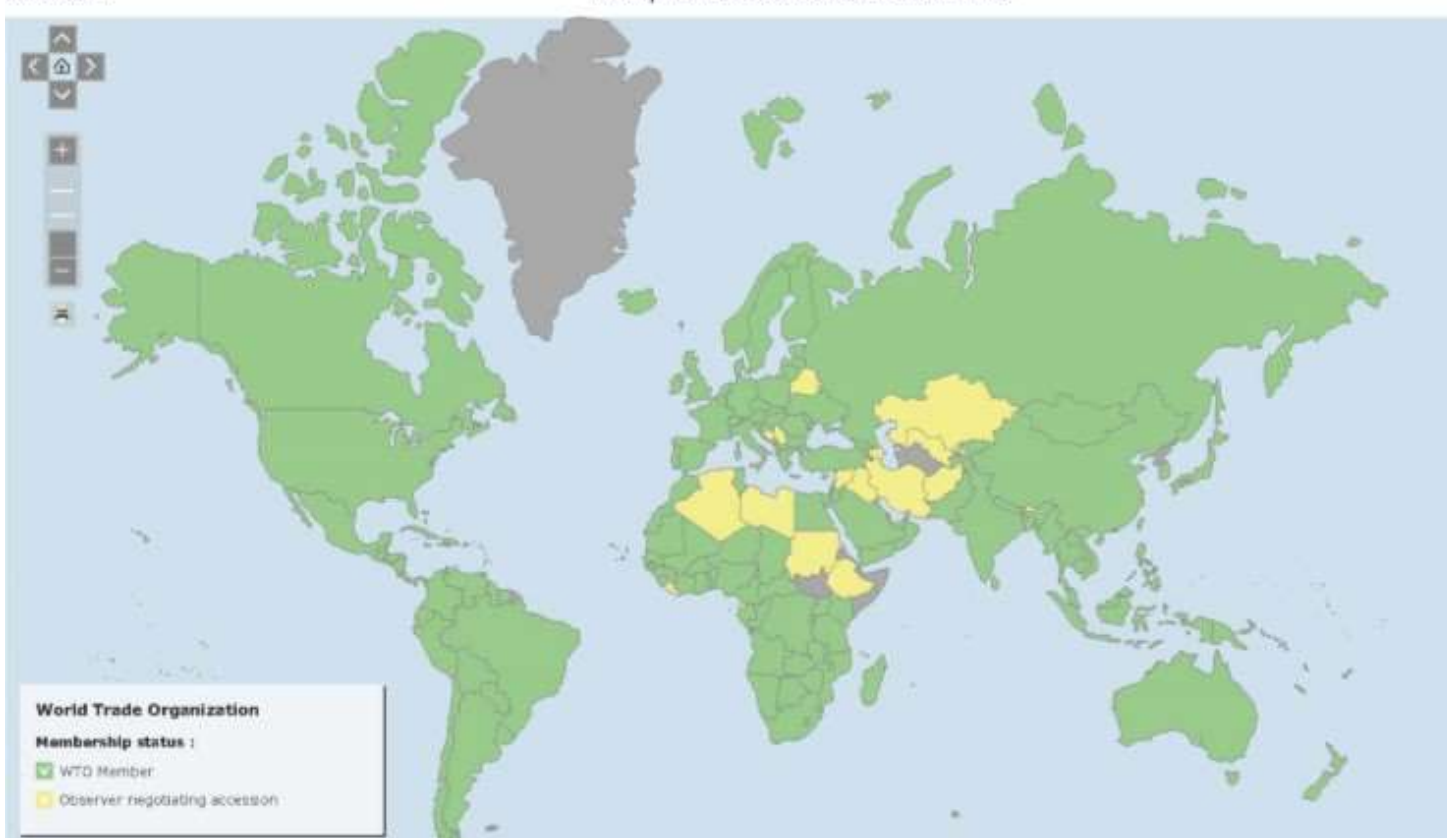 World Trade Organization
Membership status :
WTO Member
Observer negotiating accession